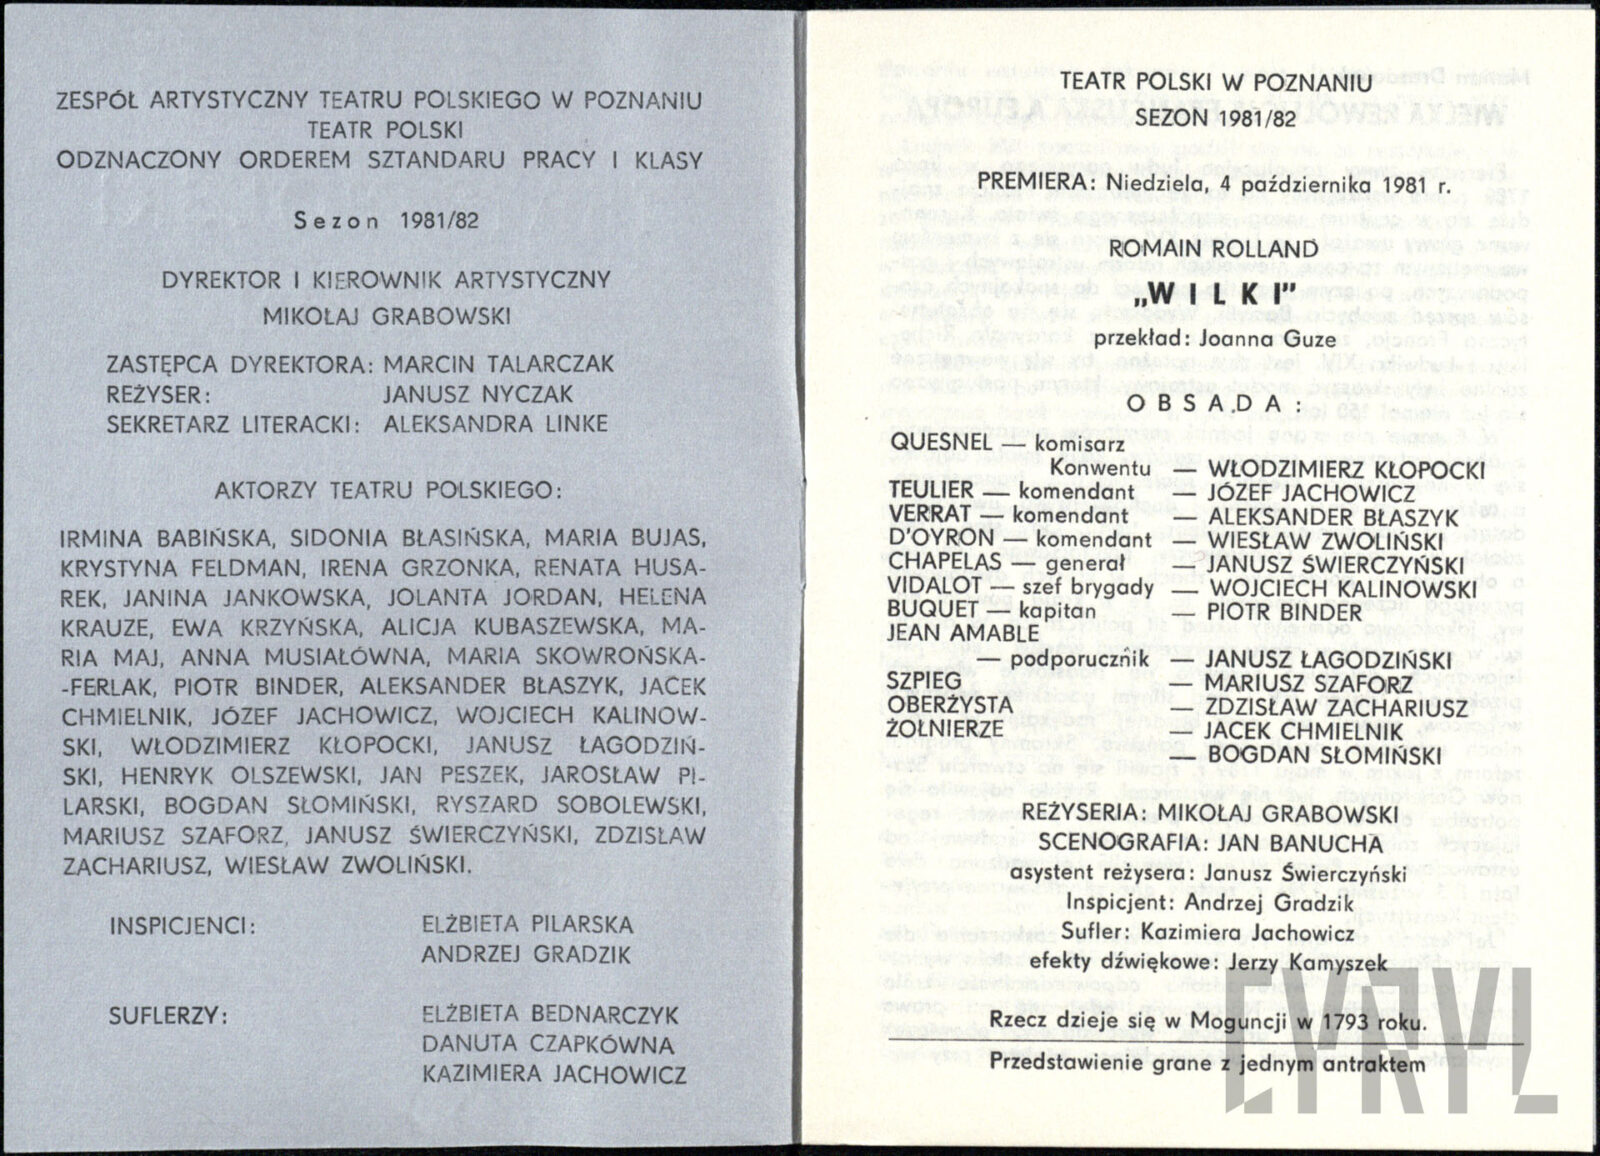 ZESPÓŁ ARTYSTYCZNY TEATRU POLSKIEGO W POZNANIU
TEATR POLSKI
ODZNACZONY ORDEREM SZTANDARU PRACY I KLASY
Sezon 1981/82
DYREKTOR I KIEROWNIK ARTYSTYCZNY
MIKOŁAJ GRABOWSKI
ZASTĘPCA DYREKTORA: MARCIN TALARCZAK
REŻYSER: JANUSZ NYCZAK
SEKRETARZ LITERACKI: ALEKSANDRA LINKE
AKTORZY TEATRU POLSKIEGO:
IRMINA BABIŃSKA, SIDONIA BŁASIŃSKA, MARIA BUJAS,
KRYSTYNA FELDMAN, IRENA GRZONKA, RENATA HUSA-
REK, JANINA JANKOWSKA, JOLANTA JORDAN, HELENA
KRAUZE, EWA KRZYŃSKA, ALICJA KUBASZEWSKA, MA-
RIA MAJ, ANNA MUSIAŁÓWNA, MARIA SKOWROŃSKA-
-FERLAK, PIOTR BINDER, ALEKSANDER BŁASZYK, JACEK
CHMIELNIK, JÓZEF JACHOWICZ, WOJCIECH KALINOW-
SKI, WŁODZIMIERZ KŁOPOCKI, JANUSZ ŁAGODZIŃ-
SKI, HENRYK OLSZEWSKI, JAN PESZEK, JAROSŁAW PI-
LARSKI, BOGDAN SŁOMIŃSKI, RYSZARD SOBOLEWSKI,
MARIUSZ SZAFORZ, JANUSZ ŚWIERCZYŃSKI, ZDZISŁAW
ZACHARIUSZ, WIESŁAW ZWOLIŃSKI.
INSPICJENCI: ELŻBIETA PILARSKA
ANDRZEJ GRADZIK
SUFLERZY: ELŻBIETA BEDNARCZYK
DANUTA CZAPKÓWNA
KAZIMIERA JACHOWICZ
TEATR POLSKI W POZNANIU
SEZON 1981/82
PREMIERA: Niedziela, 4 października 1981 r.
ROMAIN ROLLAND
„WILKI”
przekład: Joanna Guze
OBSADA:
QUESNEL — komisarz
Konwentu — WŁODZIMIERZ KŁOPOCKI
TEULIER — komendant — JÓZEF JACHOWICZ
VERRAT — komendant — ALEKSANDER BŁASZYK
D'OYRON — komendant — WIESŁAW ZWOLIŃSKI
CHAPELAS — generał — JANUSZ ŚWIERCZYŃSKI
VIDALOT — szef brygady — WOJCIECH KALINOWSKI
BUQUET — kapitan — PIOTR BINDER
JEAN AMABLE
— podporucznik — JANUSZ ŁAGODZIŃSKI
SZPIEG — MARIUSZ SZAFORZ
OBERŻYSTA — ZDZISŁAW ZACHARIUSZ
ŻOŁNIERZE — JACEK CHMIELNIK
— BOGDAN SŁOMIŃSKI
REŻYSERIA: MIKOŁAJ GRABOWSKI
SCENOGRAFIA: JAN BANUCHA
asystent reżysera: Janusz Świerczyński
Inspicjent: Andrzej Gradzik
Sufler: Kazimiera Jachowicz
efekty dźwiękowe: Jerzy Kamyszek
Rzecz dzieje się w Moguncji w 1793 roku.
Przedstawienie grane z jednym antraktem